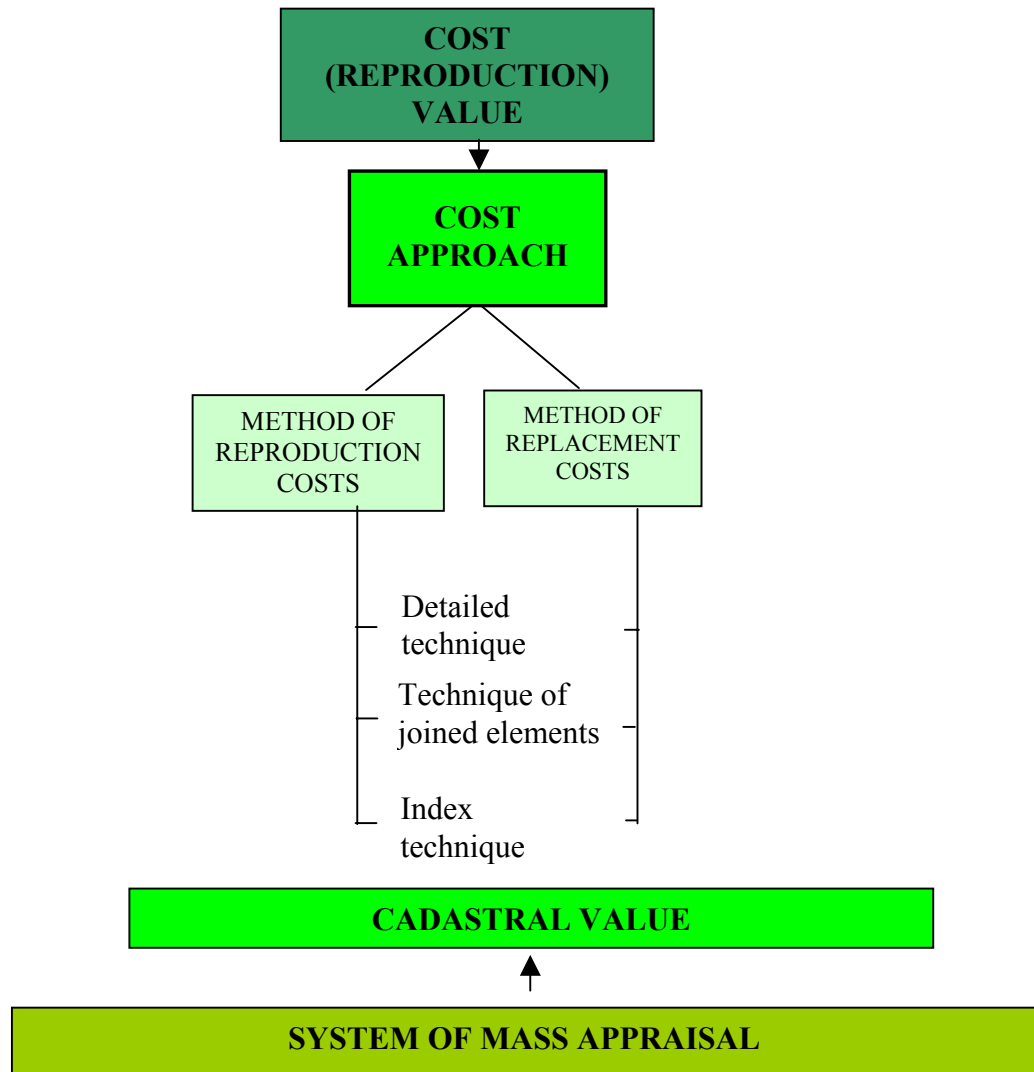 COST
(REPRODUCTION)
VALUE
COST
APPROACH
METHOD OF
REPRODUCTION
COSTS
METHOD OF
REPLACEMENT
COSTS
Detailed
technique
Technique of
joined elements
Index
technique
CADASTRAL VALUE
SYSTEM OF MASS APPRAISAL